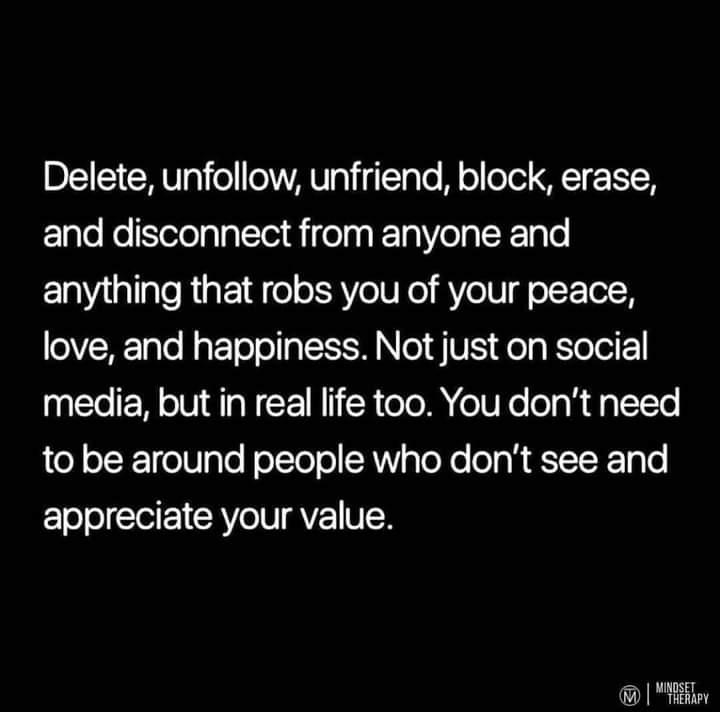 Delete, unfollow, unfriend, block, erase,
and disconnect from anyone and
anything that robs you of your peace,
love, and happiness. Not just on social
media, but in real life too. You don’t need
to be around people who don’t see and
appreciate your value.
M | MINDSET
THERAPY